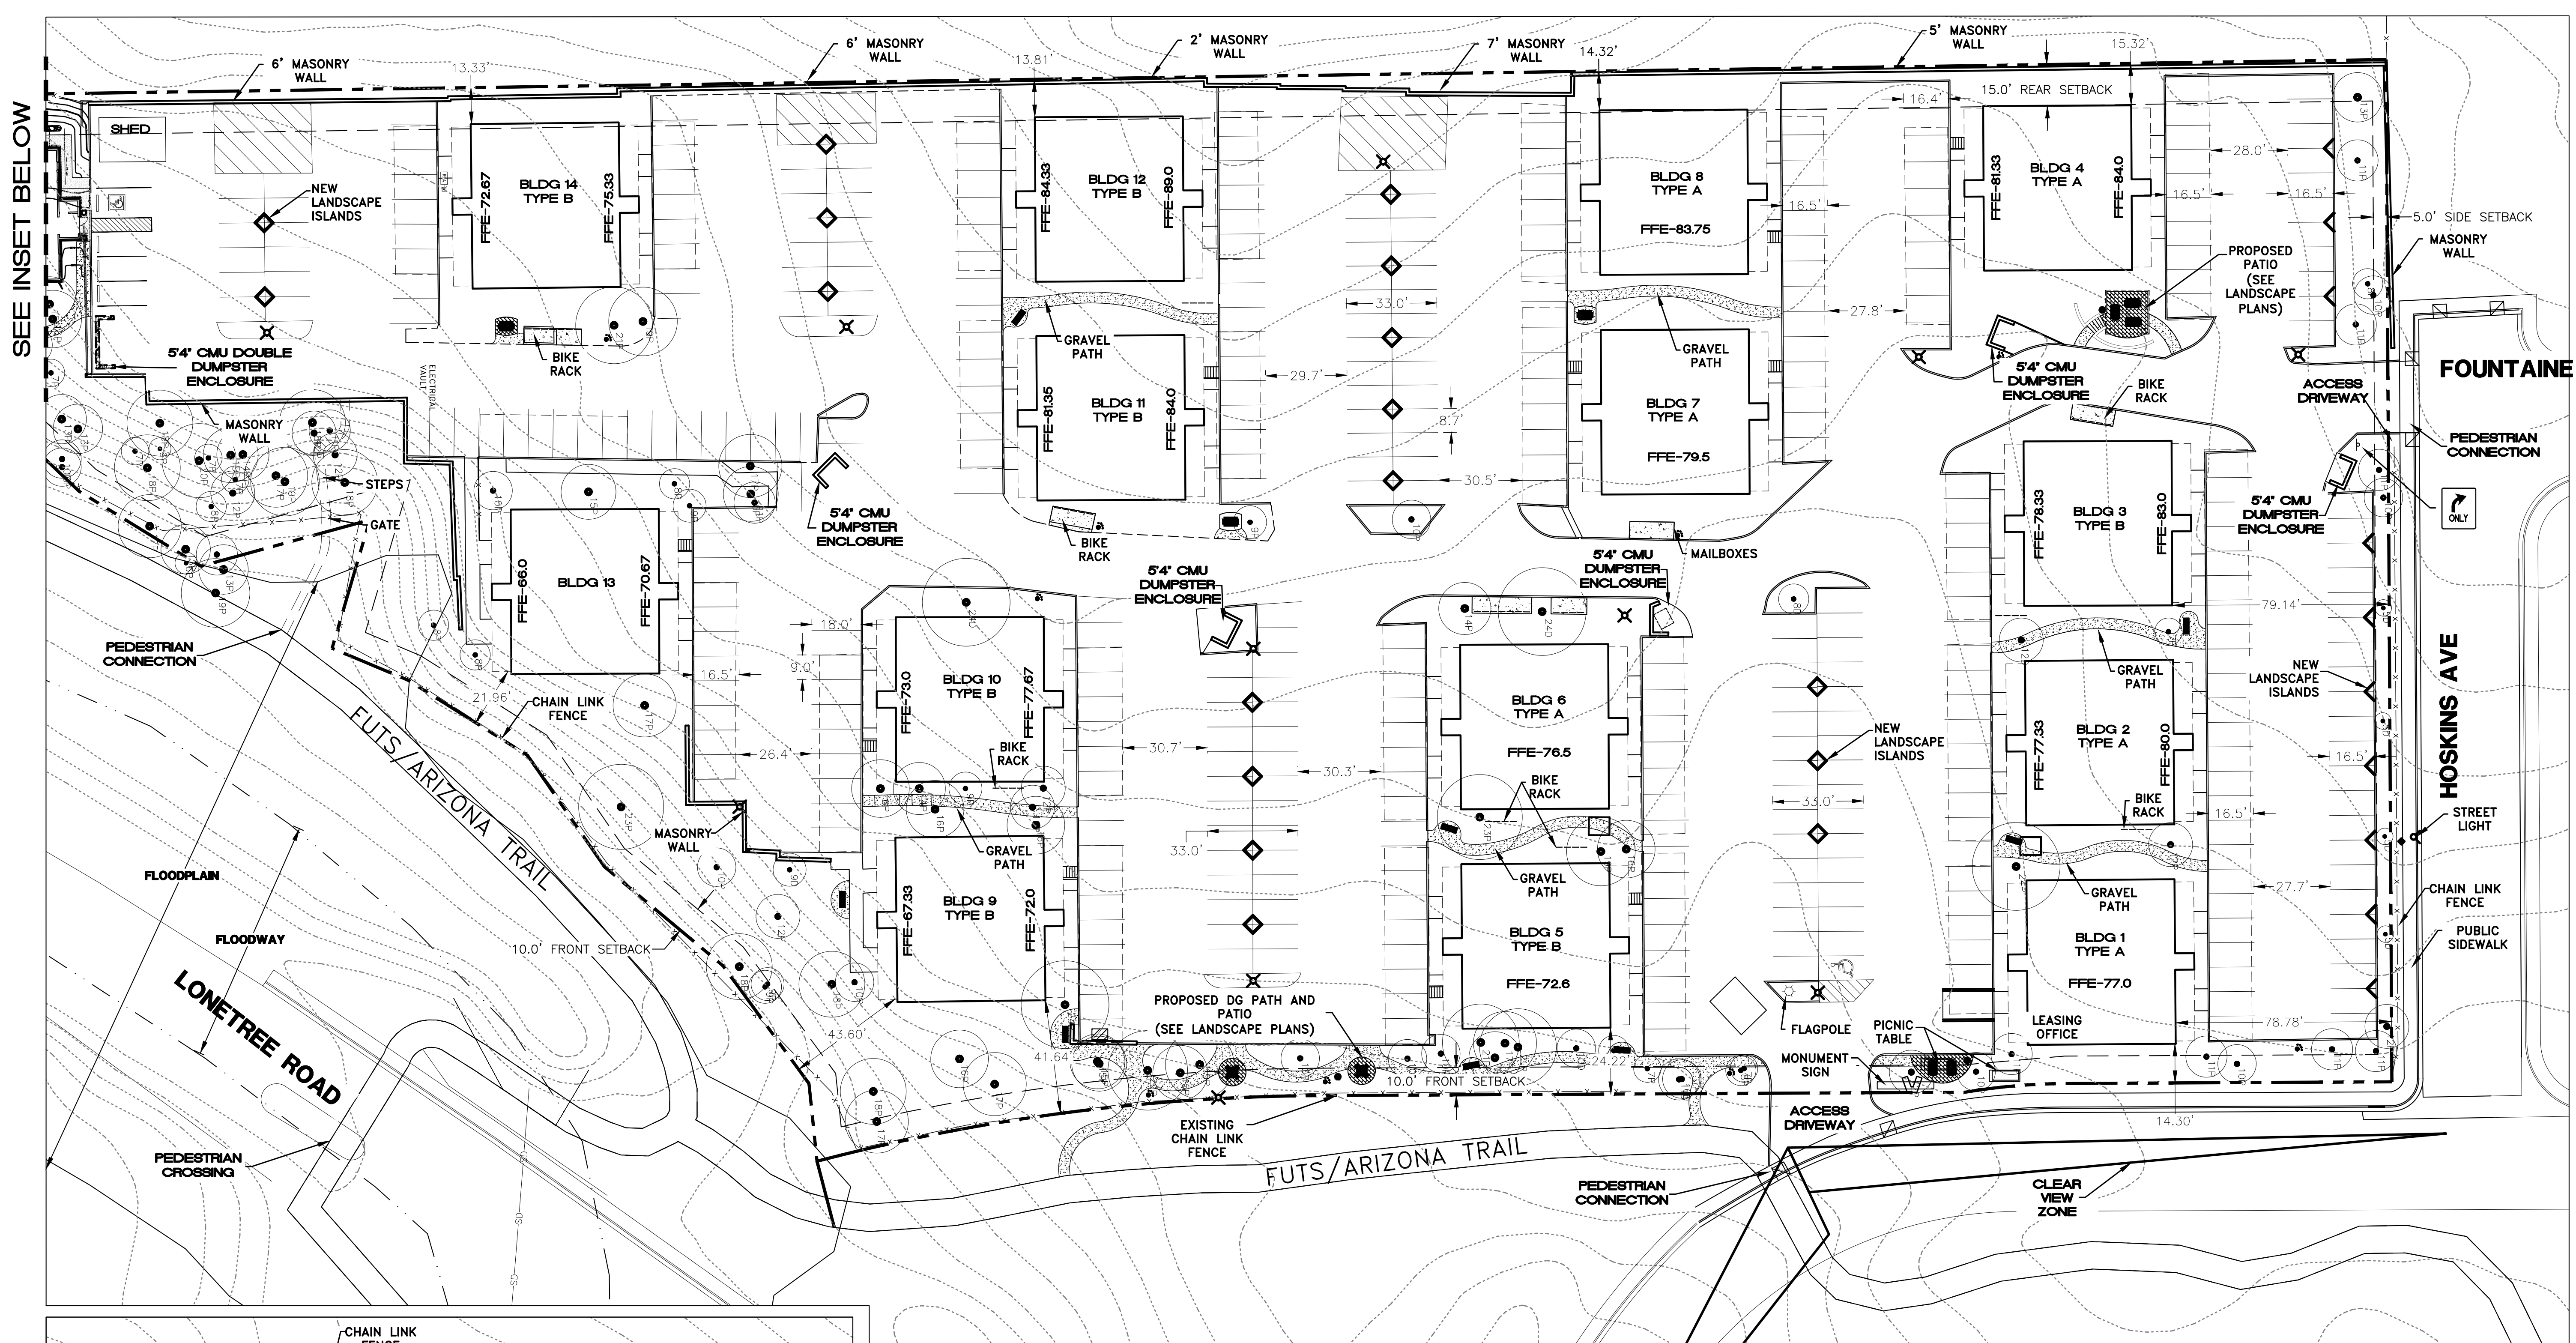 SEE INSET BELOW
6' MASONRY
WALL
13.33'
6' MASONRY
WALL
13.81'
2' MASONRY
WALL
7' MASONRY
WALL
14.32'
5' MASONRY
WALL
15.32'
15.0' REAR SETBACK
16.4'
SHED
NEW
LANDSCAPE
ISLANDS
FFE-72.67
BLDG 14
TYPE B
FFE-75.33
FFE-84.33
BLDG 12
TYPE B
FFE-89.0
BLDG 8
TYPE A
FFE-83.75
16.5'
FFE-81.33
BLDG 4
TYPE A
FFE-84.0
28.0'
16.5'
16.5'
5.0' SIDE SETBACK
MASONRY
WALL
PROPOSED
PATIO
(SEE
LANDSCAPE
PLANS)
33.0'
27.8'
5'4" CMU DOUBLE
DUMPSTER
ENCLOSURE
BIKE
RACK
ELECTRICAL
VAULT
GRAVEL
PATH
GRAVEL
PATH
29.7'
8.7'
30.5'
5'4" CMU
DUMPSTER
ENCLOSURE
BIKE
RACK
ACCESS
DRIVEWAY
FOUNTAINE
PEDESTRIAN
CONNECTION
ONLY
MASONRY
WALL
STEPS
GATE
FFE-81.35
BLDG 11
TYPE B
FFE-84.0
BLDG 7
TYPE A
FFE-79.5
5'4" CMU
DUMPSTER
ENCLOSURE
BIKE
RACK
MAILBOXES
5'4" CMU
DUMPSTER
ENCLOSURE
5'4" CMU
DUMPSTER
ENCLOSURE
FFE-78.33
BLDG 3
TYPE B
FFE-83.0
5'4" CMU
DUMPSTER
ENCLOSURE
FFE-66.0
BLDG 13
FFE-70.67
79.14'
PEDESTRIAN
CONNECTION
18.0'
9.0'
16.5'
21.96'
CHAIN LINK
FENCE
26.4'
FFE-73.0
BLDG 10
TYPE B
FFE-77.67
BIKE
RACK
30.7'
30.3'
33.0'
BLDG 6
TYPE A
FFE-76.5
BIKE
RACK
NEW
LANDSCAPE
ISLANDS
33.0'
GRAVEL
PATH
FFE-77.33
BLDG 2
TYPE A
FFE-80.0
BIKE
RACK
NEW
LANDSCAPE
ISLANDS
16.5'
16.5'
HOSKINS AVE
STREET
LIGHT
FUTS/ARIZONA TRAIL
MASONRY
WALL
GRAVEL
PATH
GRAVEL
PATH
GRAVEL
PATH
27.7'
CHAIN LINK
FENCE
PUBLIC
SIDEWALK
FLOODPLAIN
FLOODWAY
10.0' FRONT SETBACK
LONETREE ROAD
FFE-67.33
BLDG 9
TYPE B
FFE-72.0
BLDG 5
TYPE B
FFE-72.6
BLDG 1
TYPE A
FFE-77.0
LEASING
OFFICE
78.78'
43.60'
41.64'
PROPOSED DG PATH AND
PATIO
(SEE LANDSCAPE PLANS)
24.22'
10.0' FRONT SETBACK
FLAGPOLE
PICNIC
TABLE
MONUMENT
SIGN
ACCESS
DRIVEWAY
14.30'
EXISTING
CHAIN LINK
FENCE
FUTS/ARIZONA TRAIL
PEDESTRIAN
CONNECTION
CLEAR
VIEW
ZONE
PEDESTRIAN
CROSSING
SD
SD
CHAIN LINK